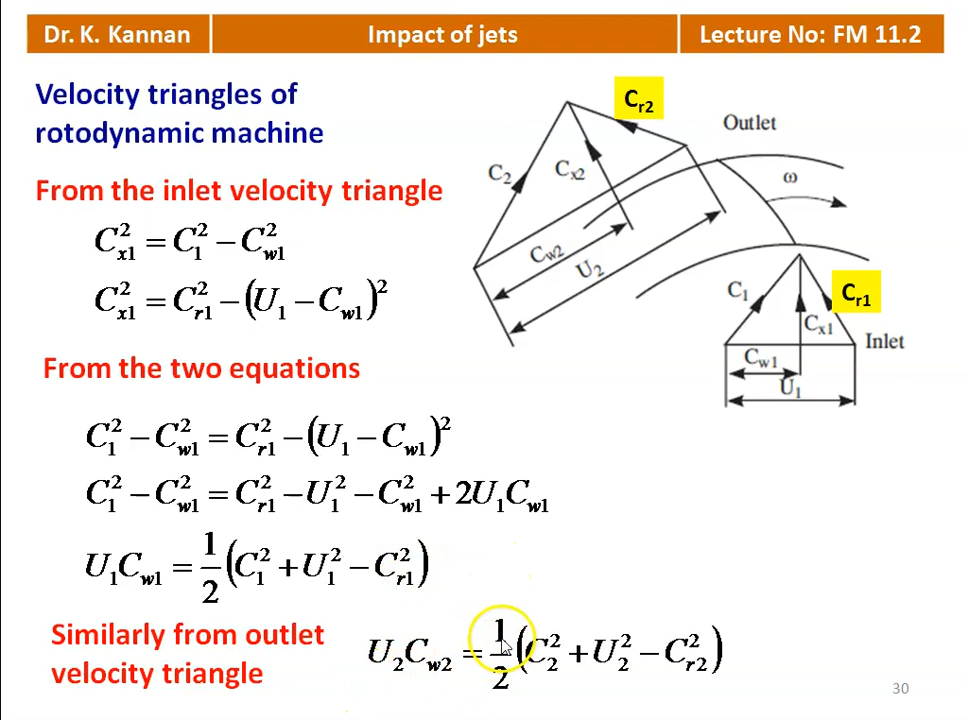 Dr. K. Kannan
Impact of jets
Lecture No: FM 11.2
Velocity triangles of
rotodynamic machine
From the inlet velocity triangle
C²ₓ₁ = C²₁ − C²w1
C²ₓ₁ = C²r1 − (U₁ − Cw1)²
From the two equations
C²₁ − C²w1 = C²r1 − (U₁ − Cw1)²
C²₁ − C²w1 = C²r1 − U²₁ − C²w1 + 2U₁Cw1
U₁Cw1 = 1/2 (C²₁ + U²₁ − C²r1)
Similarly from outlet
velocity triangle
U₂Cw2 = 1/2 (C²₂ + U²₂ − C²r2)
Cr2
Outlet
C₂
Cx2
ω
Cw2
U₂
C₁
Cr1
Cx1
Inlet
Cw1
U₁
30